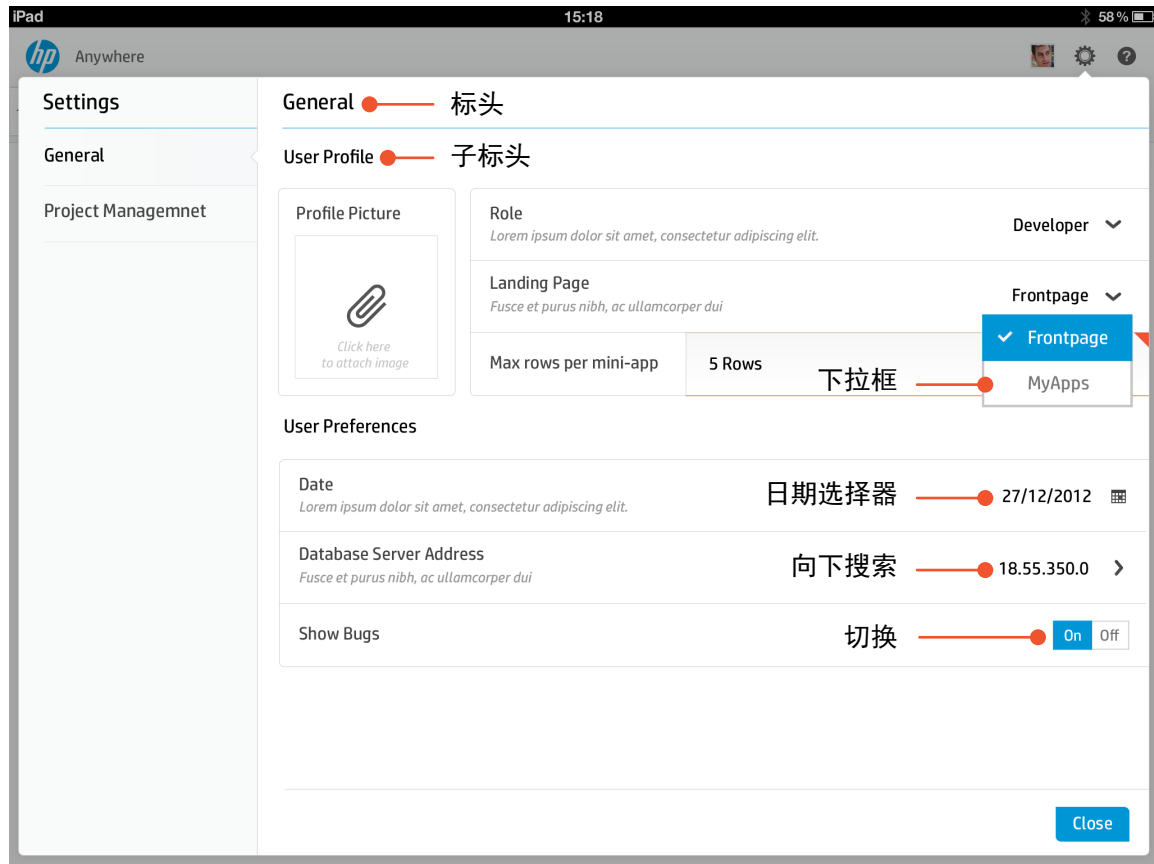 iPad 15:18 58 %
hp Anywhere
Settings
General
Project Managemnet
General 标头
User Profile 子标头
Profile Picture
Click here
to attach image
Role
Lorem ipsum dolor sit amet, consectetur adipiscing elit.
Developer
Landing Page
Fusce et purus nibh, ac ullamcorper dui
Frontpage
Frontpage
MyApps
Max rows per mini-app 5 Rows
下拉框
User Preferences
Date
Lorem ipsum dolor sit amet, consectetur adipiscing elit.
日期选择器 27/12/2012
Database Server Address
Fusce et purus nibh, ac ullamcorper dui
向下搜索 18.55.350.0
Show Bugs 切换 On Off
Close